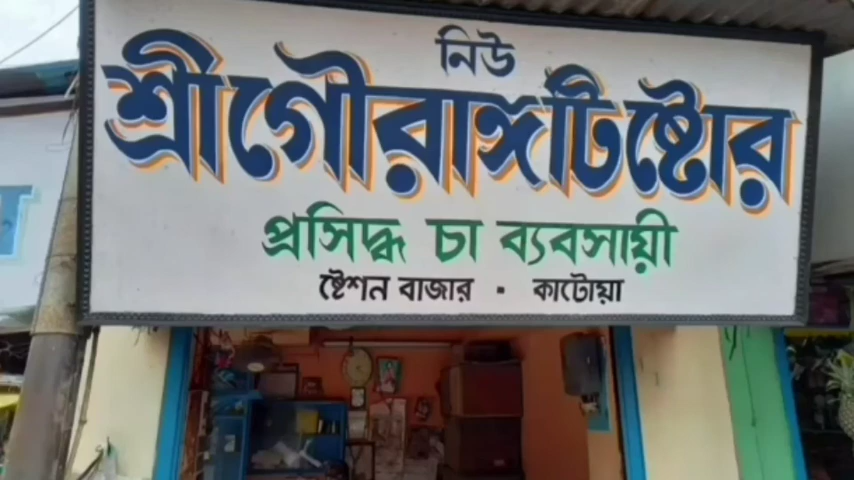 নিউ
শ্রীগৌরাঙ্গটিষ্টোর
প্রসিদ্ধ চা ব্যবসায়ী
ষ্টেশন বাজার ▪ কাটোয়া